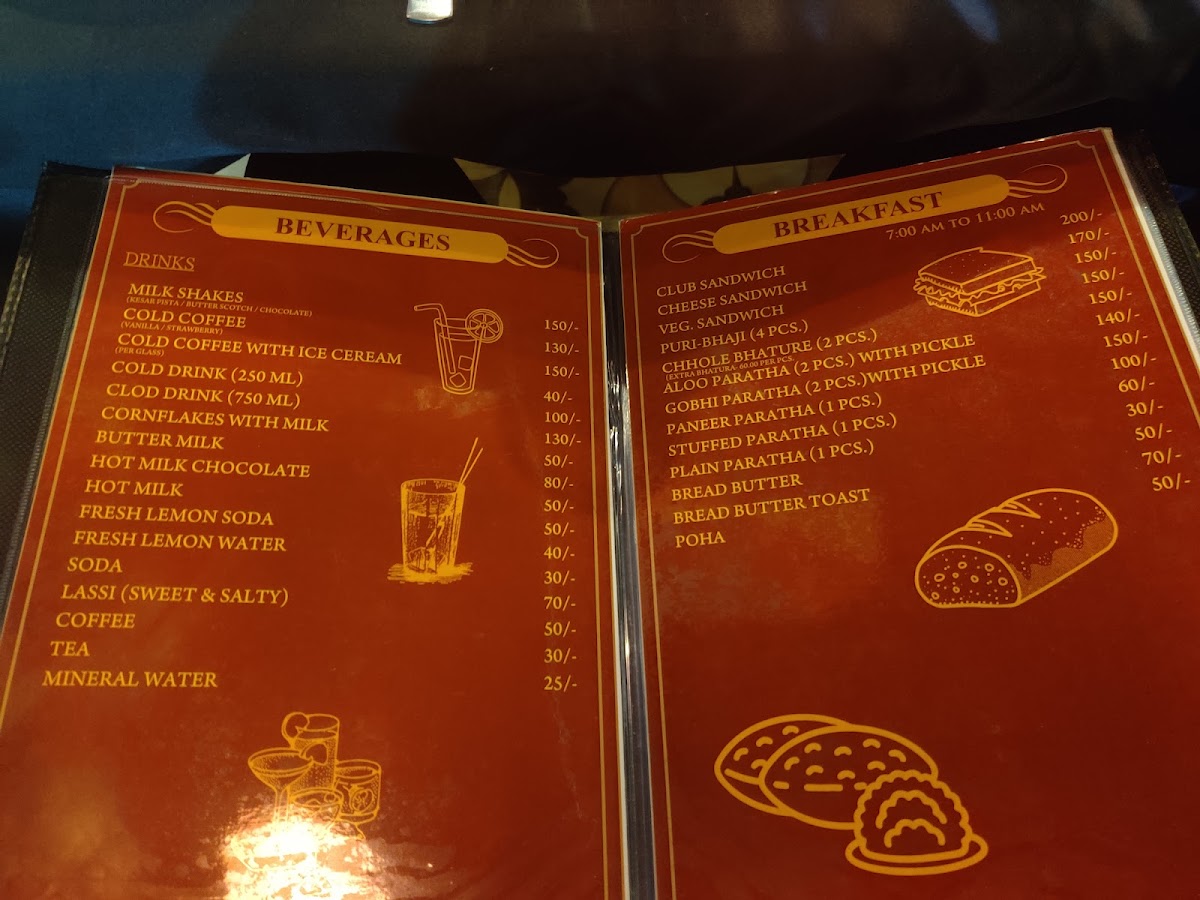 BEVERAGES
DRINKS
MILK SHAKES 150/-
(KESAR PISTA / BUTTER SCOTCH / CHOCOLATE)
COLD COFFEE 130/-
(VANILLA / STRAWBERRY)
COLD COFFEE WITH ICE CEREAM 150/-
(PER GLASS)
COLD DRINK (250 ML) 40/-
CLOD DRINK (750 ML) 100/-
CORNFLAKES WITH MILK 130/-
BUTTER MILK 50/-
HOT MILK CHOCOLATE 80/-
HOT MILK 50/-
FRESH LEMON SODA 50/-
FRESH LEMON WATER 40/-
SODA 30/-
LASSI (SWEET & SALTY) 70/-
COFFEE 50/-
TEA 30/-
MINERAL WATER 25/-
BREAKFAST
7:00 AM TO 11:00 AM
CLUB SANDWICH 200/-
CHEESE SANDWICH 170/-
VEG. SANDWICH 150/-
PURI-BHAJI (4 PCS.) 150/-
CHHOLE BHATURE (2 PCS.) 150/-
(EXTRA BHATURA- 60.00 PER PCS.
ALOO PARATHA (2 PCS.) WITH PICKLE 140/-
GOBHI PARATHA (2 PCS.)WITH PICKLE 150/-
PANEER PARATHA (1 PCS.) 100/-
STUFFED PARATHA (1 PCS.) 60/-
PLAIN PARATHA (1 PCS.) 30/-
BREAD BUTTER 50/-
BREAD BUTTER TOAST 70/-
POHA 50/-